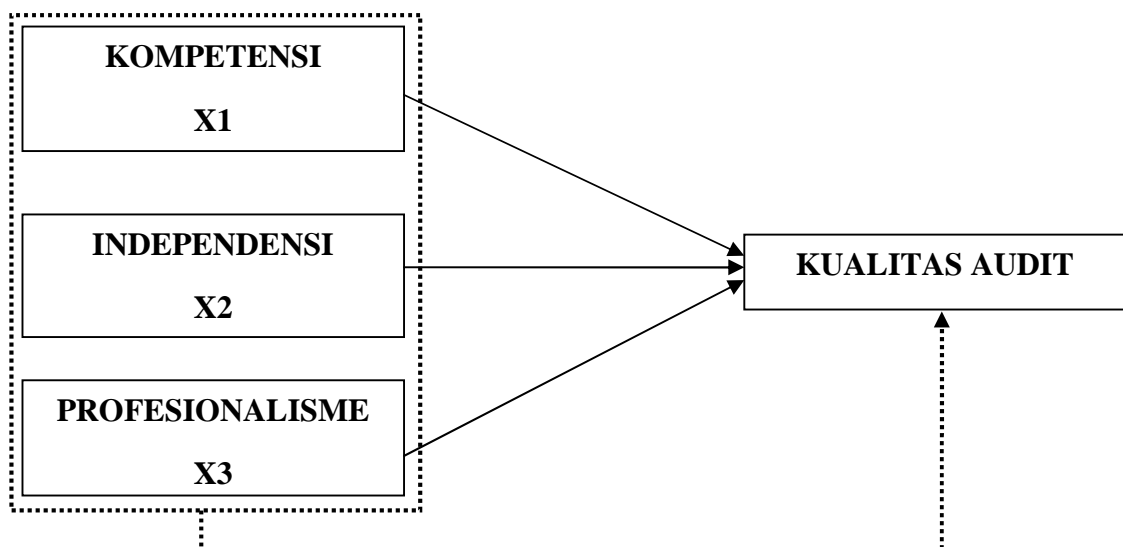 KOMPETENSI
X1
INDEPENDENSI
X2
PROFESIONALISME
X3
KUALITAS AUDIT